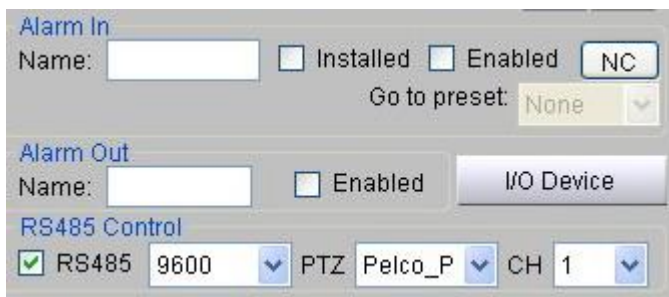 Alarm In
Name: Installed Enabled NC
Go to preset: None
Alarm Out
Name: Enabled I/O Device
RS485 Control
RS485 9600 PTZ Pelco_P CH 1